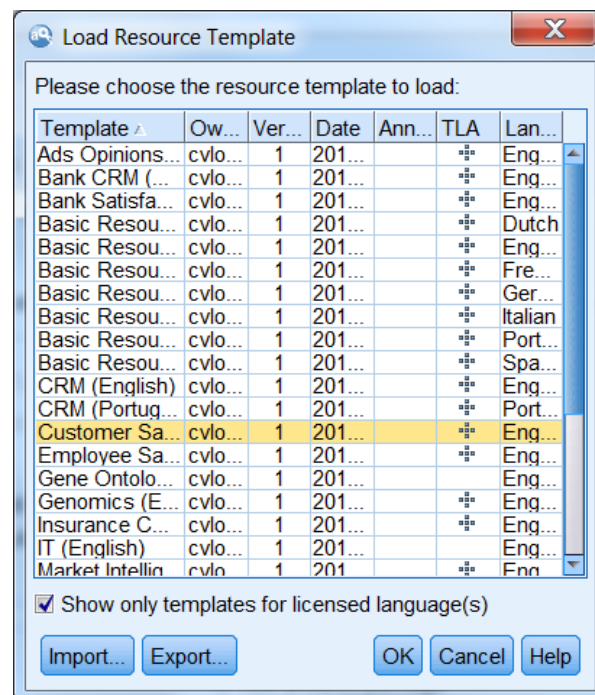 Load Resource Template
Please choose the resource template to load:
Template Ow... Ver... Date Ann... TLA Lan...
Ads Opinions... cvlo... 1 201... Eng...
Bank CRM (... cvlo... 1 201... Eng...
Bank Satisfa... cvlo... 1 201... Eng...
Basic Resou... cvlo... 1 201... Dutch
Basic Resou... cvlo... 1 201... Eng...
Basic Resou... cvlo... 1 201... Fre...
Basic Resou... cvlo... 1 201... Ger...
Basic Resou... cvlo... 1 201... Italian
Basic Resou... cvlo... 1 201... Port...
Basic Resou... cvlo... 1 201... Spa...
CRM (English) cvlo... 1 201... Eng...
CRM (Portug... cvlo... 1 201... Port...
Customer Sa... cvlo... 1 201... Eng...
Employee Sa... cvlo... 1 201... Eng...
Gene Ontolo... cvlo... 1 201... Eng...
Genomics (E... cvlo... 1 201... Eng...
Insurance C... cvlo... 1 201... Eng...
IT (English) cvlo... 1 201... Eng...
Market Intellig... cvlo... 1 201... Eng...
Show only templates for licensed language(s)
Import... Export... OK Cancel Help